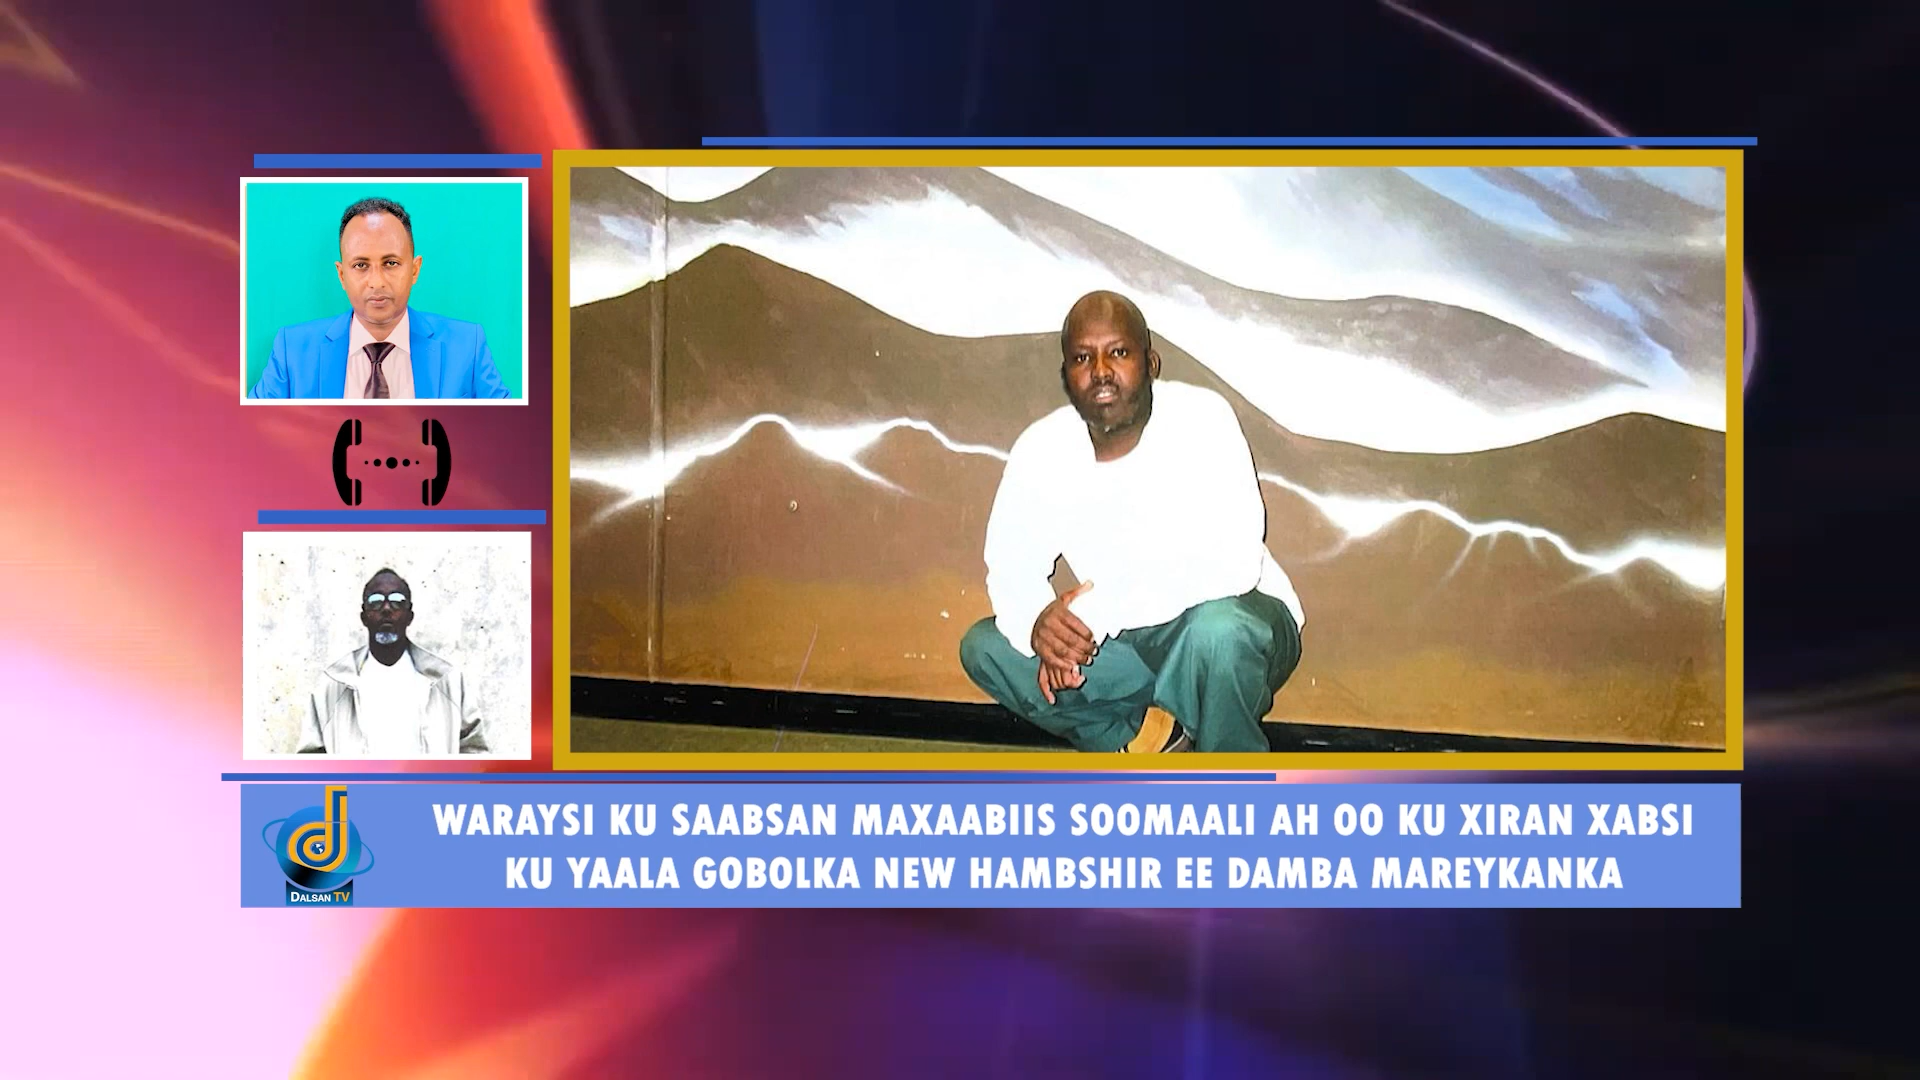 WARAYSI KU SAABSAN MAXAABIIS SOOMAALI AH OO KU XIRAN XABSI
KU YAALA GOBOLKA NEW HAMBSHIR EE DAMBA MAREYKANKA
DALSAN TV